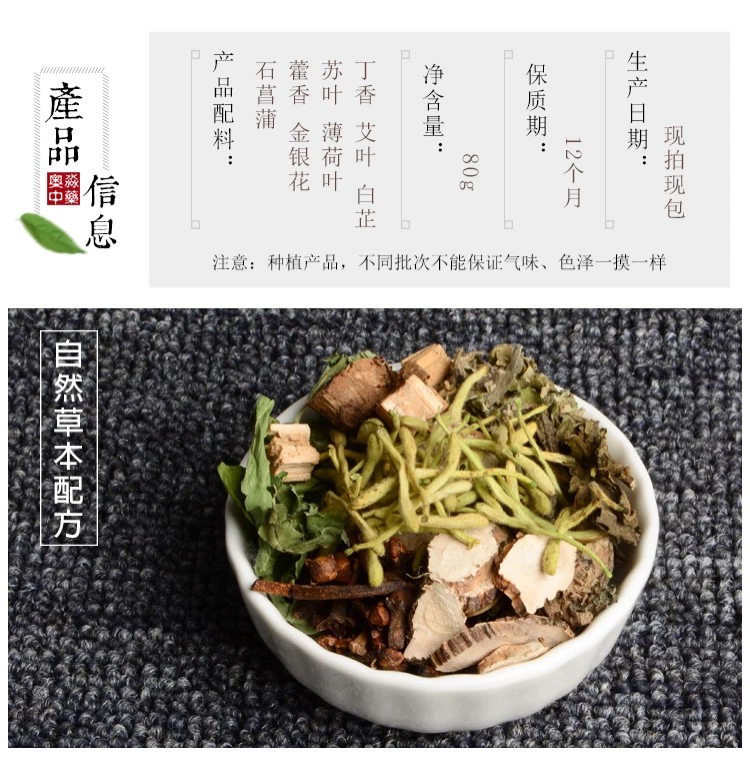 產品
信息
奥淼
中藥
产品配料：
丁香 艾叶 白芷
苏叶 薄荷叶
藿香 金银花
石菖蒲
净含量：
80g
保质期：
12个月
生产日期：
现拍现包
注意：种植产品，不同批次不能保证气味、色泽一摸一样
自然草本配方